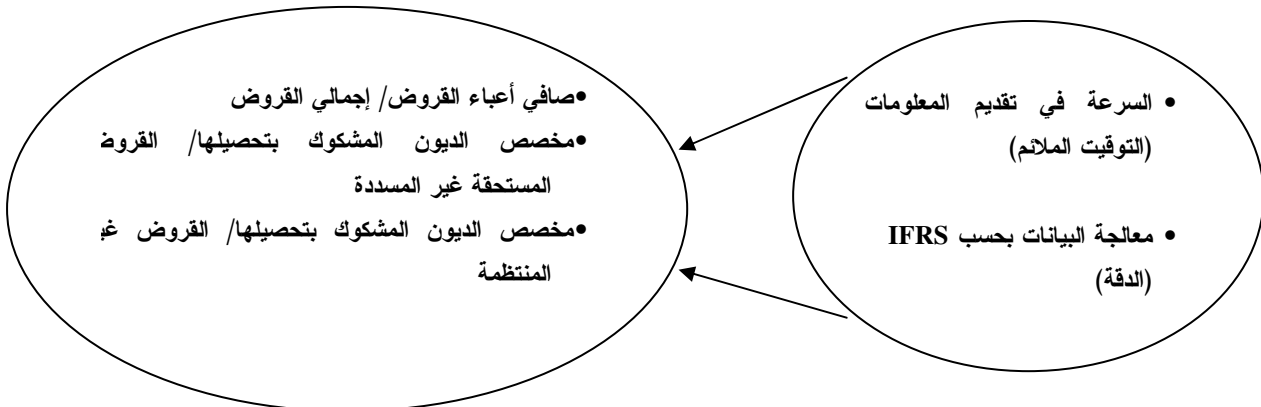 • السرعة في تقديم المعلومات
(التوقيت الملائم)
• معالجة البيانات بحسب IFRS
(الدقة)
•صافي أعباء القروض/ إجمالي القروض
•مخصص الديون المشكوك بتحصيلها/ القروض
المستحقة غير المسددة
•مخصص الديون المشكوك بتحصيلها/ القروض
المنتظمة